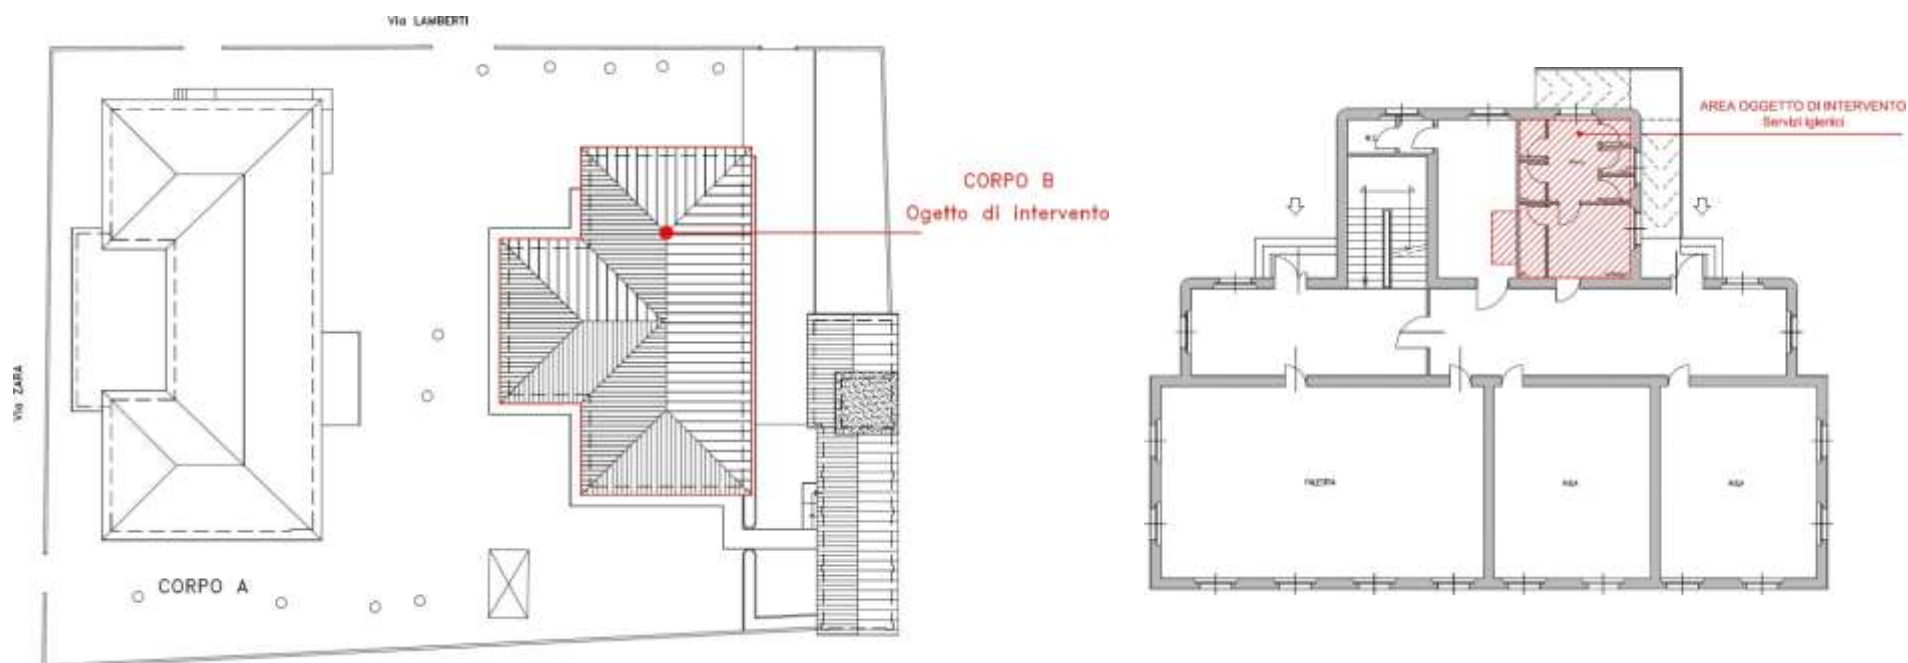 Via LAMBERTI
Via ZARA
CORPO A
CORPO B
Ogetto di intervento
AREA OGGETTO DI INTERVENTO
Servizi Igienici
W.C.
PALESTRA
AULA
AULA